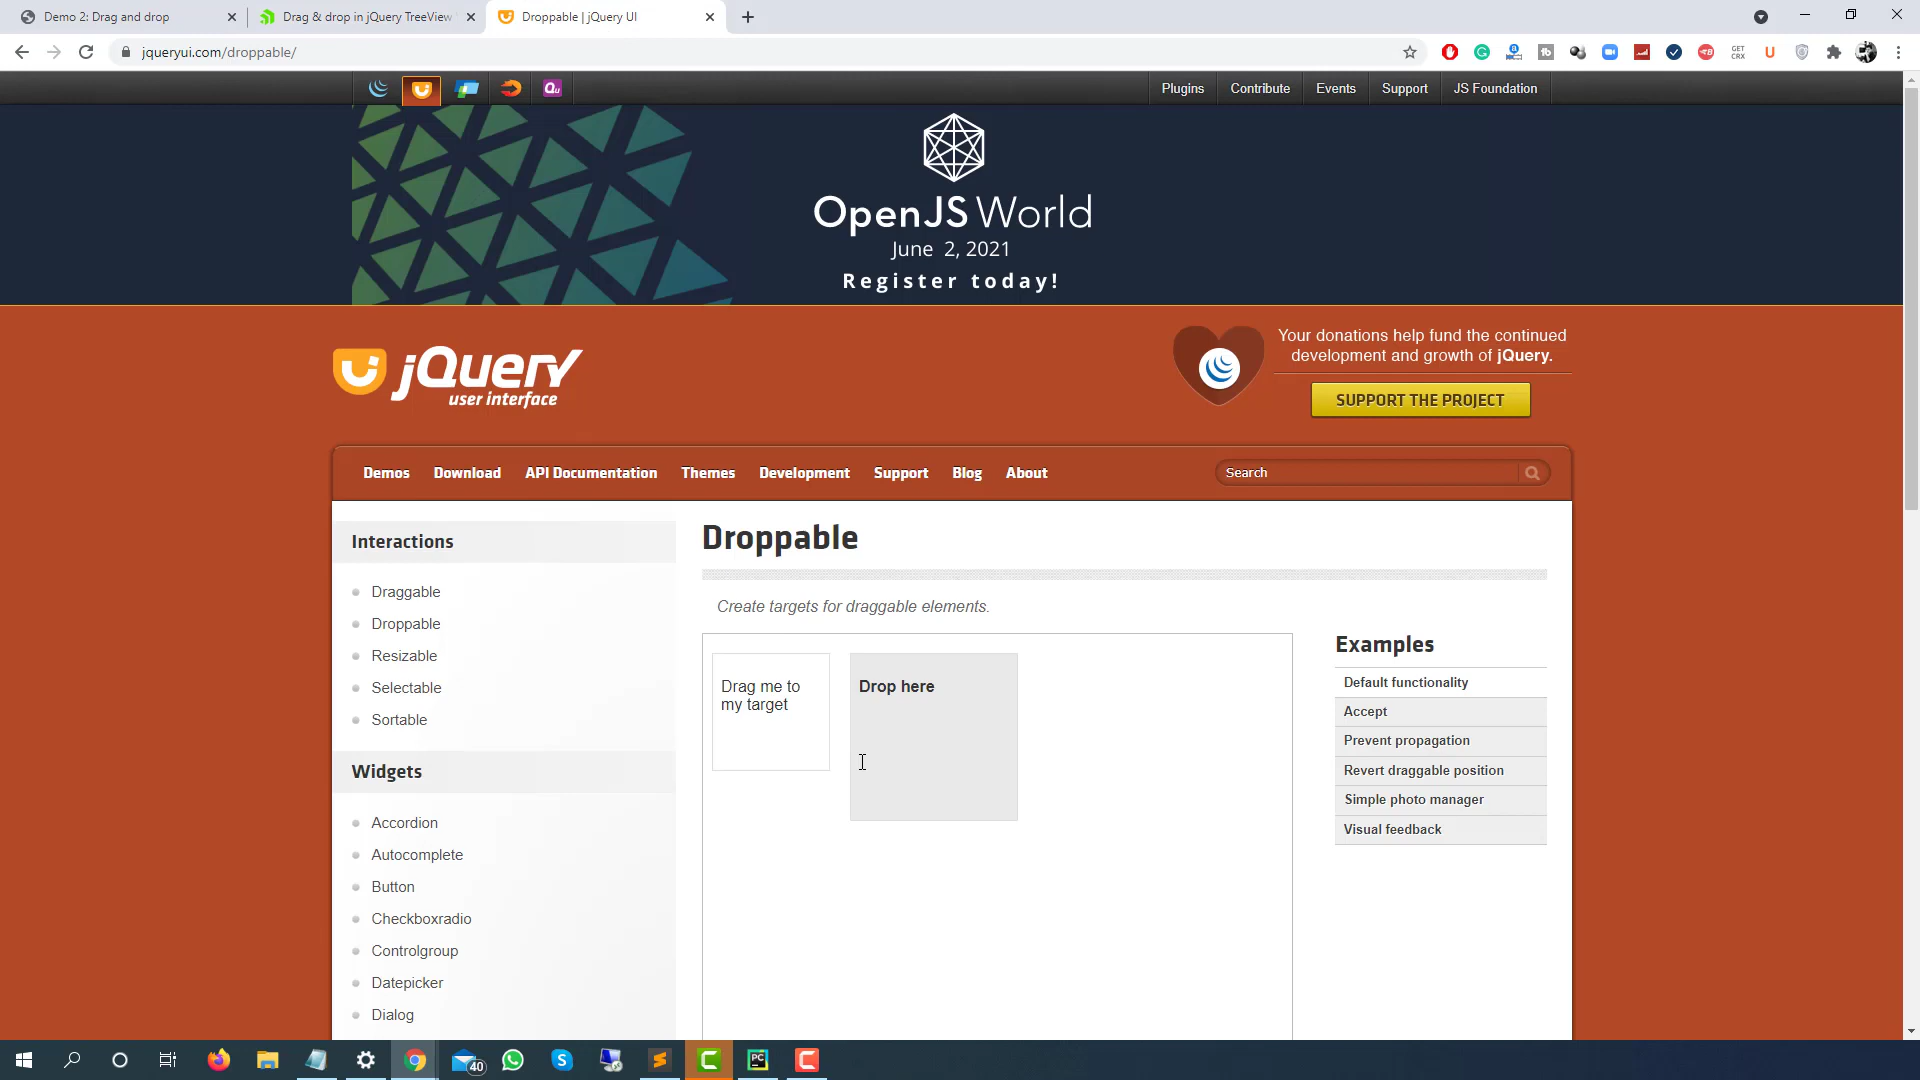 Demo 2: Drag and drop
Drag & drop in jQuery TreeView
Droppable | jQuery UI
jqueryui.com/droppable/
GET
CRX
Qu
Plugins
Contribute
Events
Support
JS Foundation
OpenJS World
June 2, 2021
Register today!
jQuery
user interface
Your donations help fund the continued
development and growth of jQuery.
SUPPORT THE PROJECT
Demos
Download
API Documentation
Themes
Development
Support
Blog
About
Search
Interactions
Draggable
Droppable
Resizable
Selectable
Sortable
Widgets
Accordion
Autocomplete
Button
Checkboxradio
Controlgroup
Datepicker
Dialog
Droppable
Create targets for draggable elements.
Drag me to
my target
Drop here
Examples
Default functionality
Accept
Prevent propagation
Revert draggable position
Simple photo manager
Visual feedback
40
PC